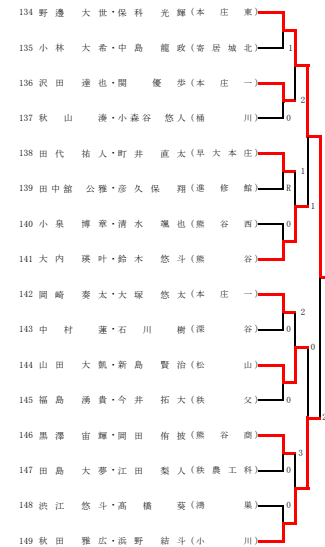 134 野邊 大世・保科 光輝(本庄東)
135 小林 大希・中島 龍政(寄居城北)
1
136 沢田 達也・関 優歩(本庄一)
2
137 秋山 湊・小森谷 悠人(桶川)
0
138 田代 祐人・町井 直太(早大本庄)
1
139 田中舘 公雅・彦久保 翔(進修館)
R
1
140 小泉 博章・清水 颯也(熊谷西)
0
141 大内 瑛叶・鈴木 悠斗(熊谷)
142 岡崎 奏太・大塚 悠太(本庄一)
2
143 中村 蓮・石川 樹(深谷)
0
0
144 山田 大凱・新島 賢治(松山)
145 福島 湧貴・今井 拓大(秩父)
0
2
146 黒澤 宙輝・岡田 侑披(熊谷商)
3
147 田島 大夢・江田 梨人(秩農工科)
0
148 渋江 悠斗・髙橋 葵(鴻巣)
0
149 秋田 雅広・浜野 結斗(小川)